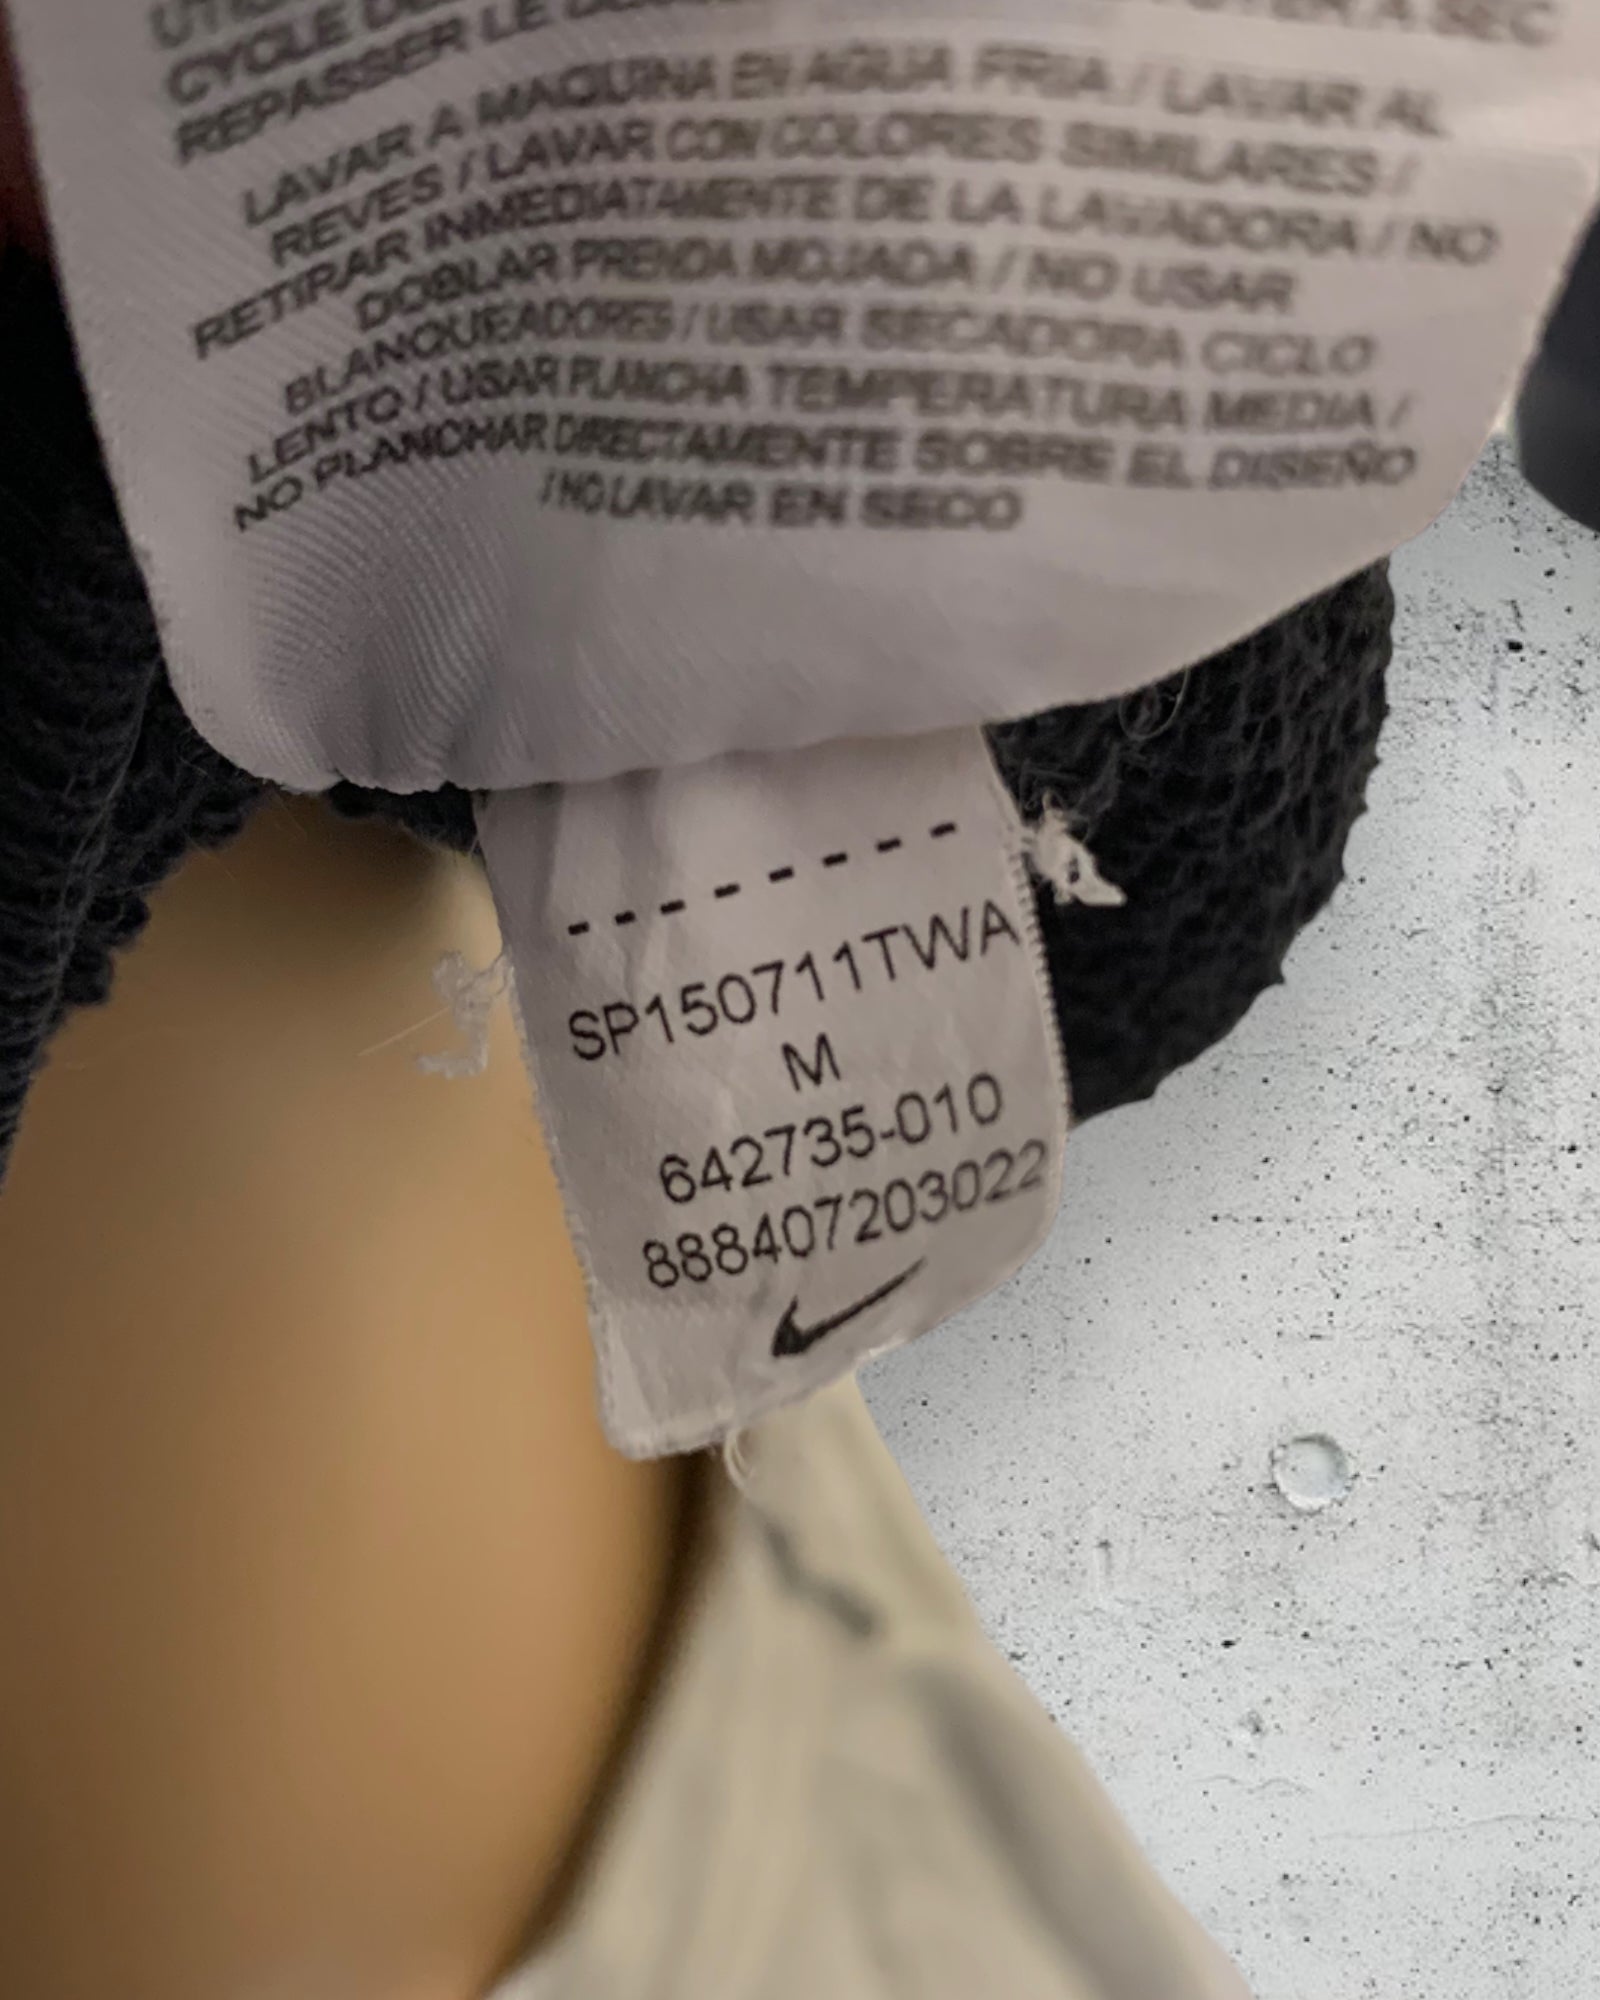 CYCLE
REPASSER LE
LAVAR A MAQUINA EN AGUA FRIA / LAVAR AL
REVES / LAVAR CON COLORES SIMILARES /
RETIRAR INMEDIATAMENTE DE LA LAVADORA / NO
DOBLAR PRENDA MOJADA / NO USAR
BLANQUEADORES / USAR SECADORA CICLO
LENTO / USAR PLANCHA TEMPERATURA MEDIA /
NO PLANCHAR DIRECTAMENTE SOBRE EL DISEÑO
/ NO LAVAR EN SECO
--------
SP150711TWA
M
642735-010
888407203022